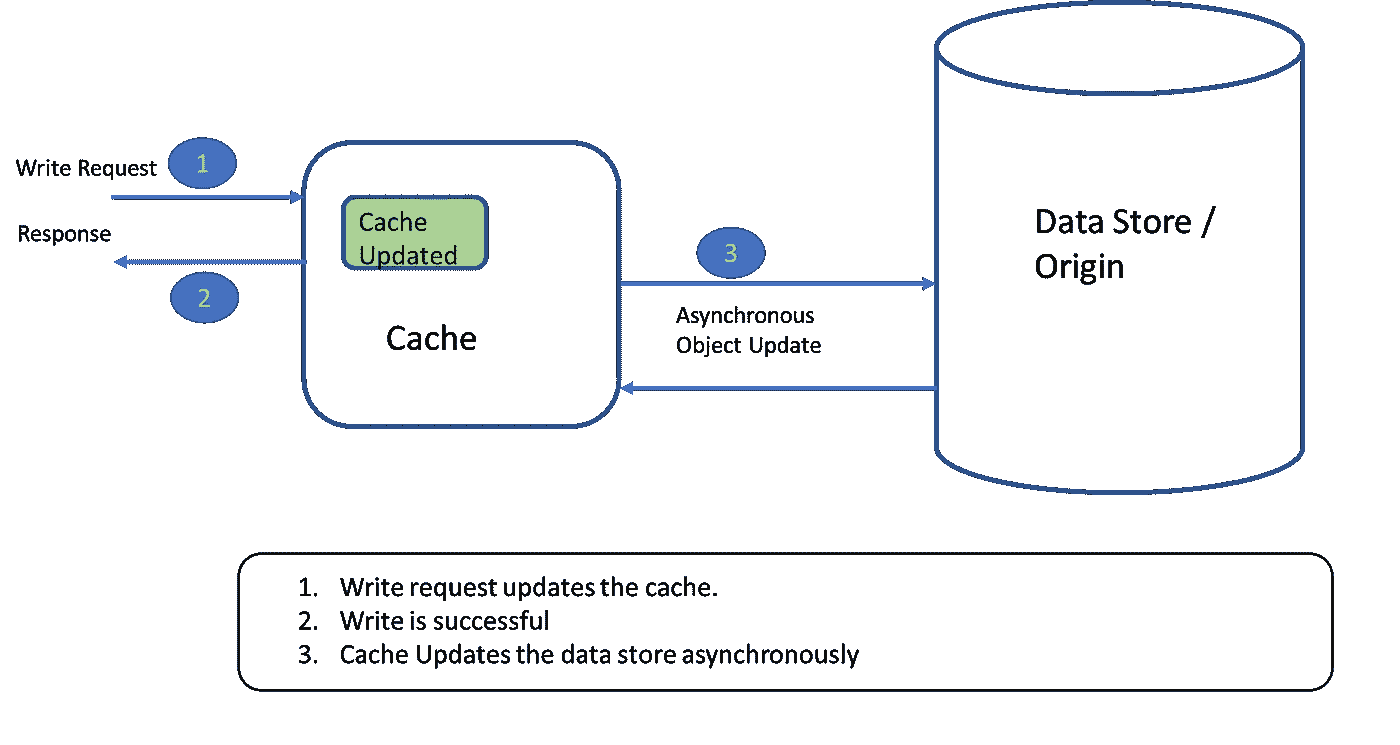 Write Request
1
Response
2
Cache
Updated
Cache
3
Asynchronous
Object Update
Data Store /
Origin
1. Write request updates the cache.
2. Write is successful
3. Cache Updates the data store asynchronously